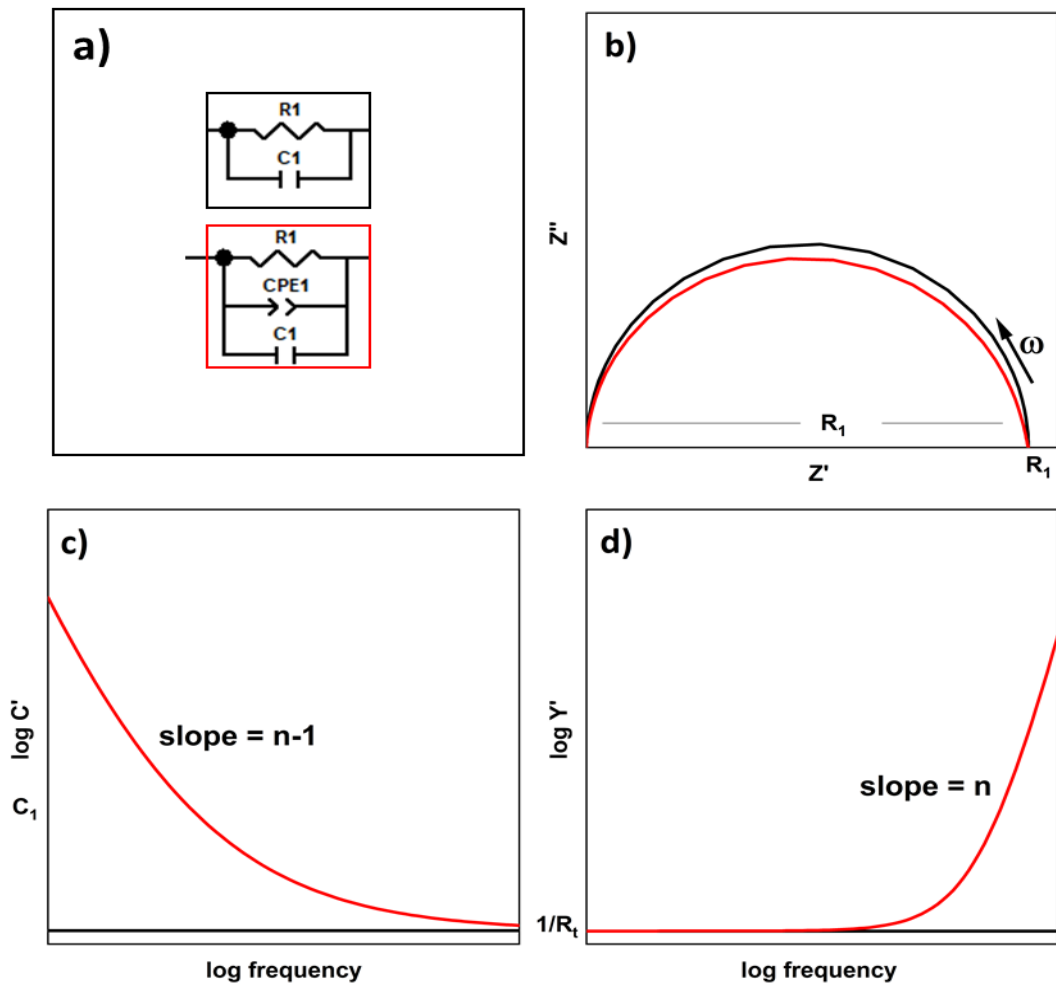 a)
R1
C1
R1
CPE1
C1
b)
Z''
ω
R₁
R₁
Z'
c)
log C'
slope = n-1
C₁
log frequency
d)
log Y'
slope = n
1/Rₜ
log frequency